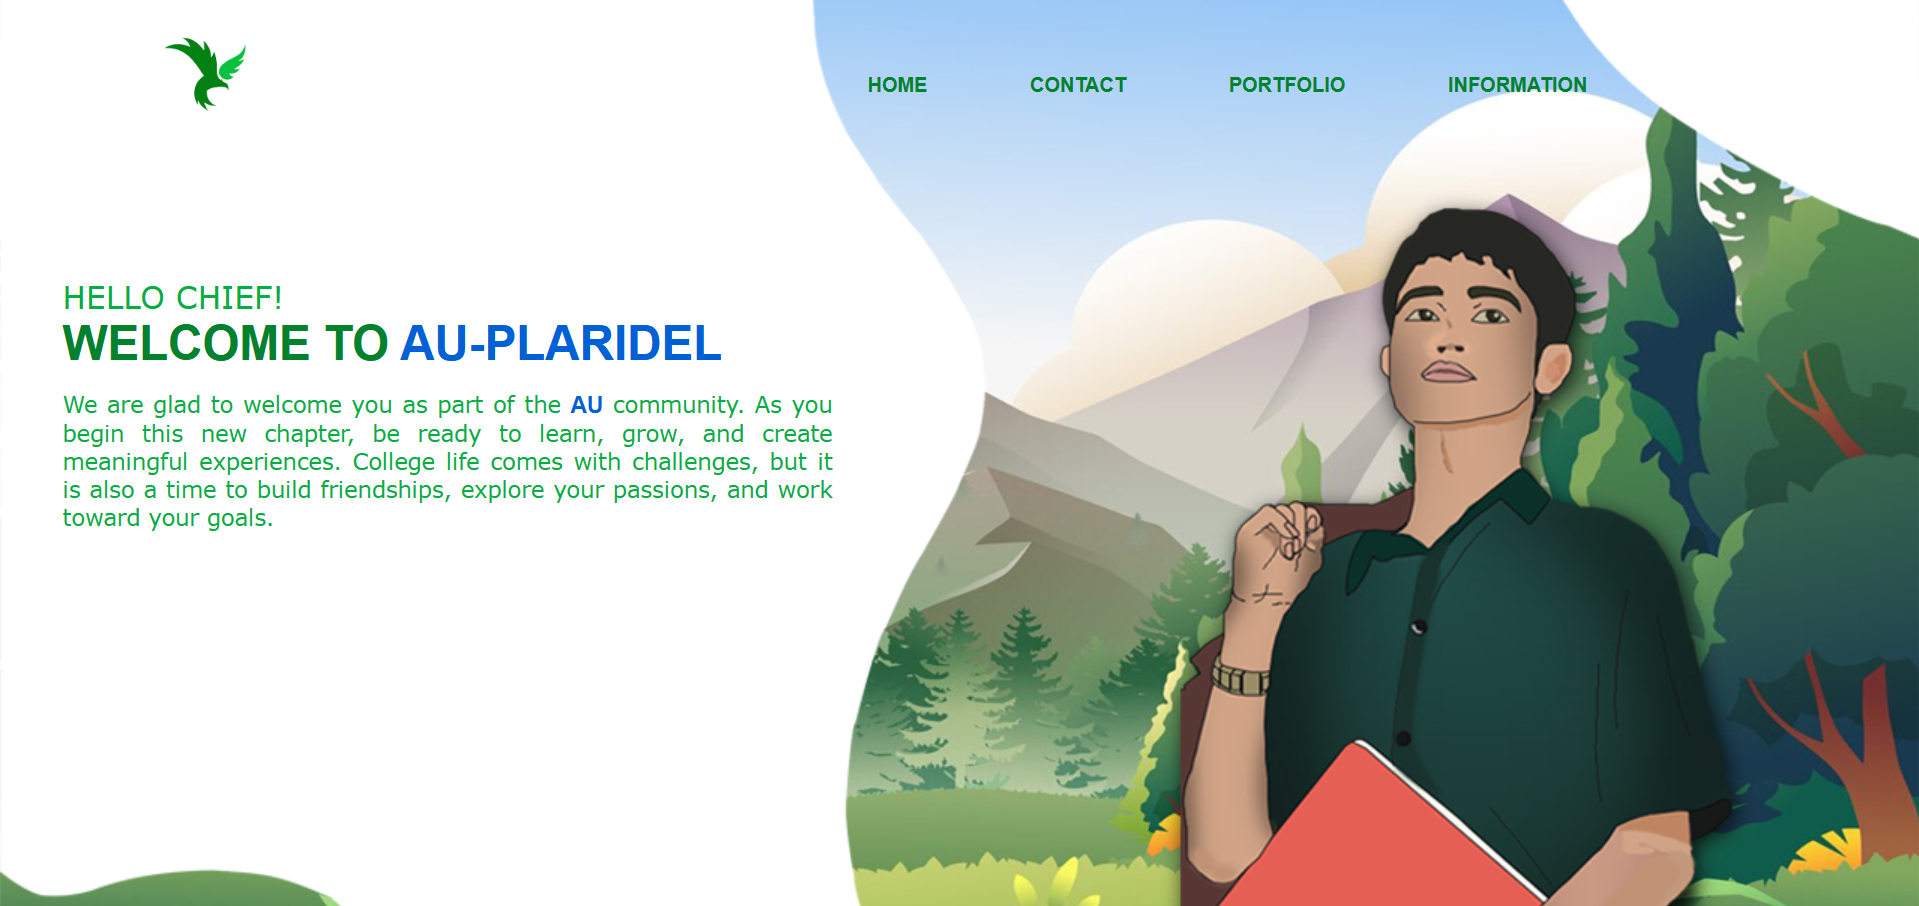 HOME CONTACT PORTFOLIO INFORMATION
HELLO CHIEF!
WELCOME TO AU-PLARIDEL
We are glad to welcome you as part of the AU community. As you
begin this new chapter, be ready to learn, grow, and create
meaningful experiences. College life comes with challenges, but it
is also a time to build friendships, explore your passions, and work
toward your goals.